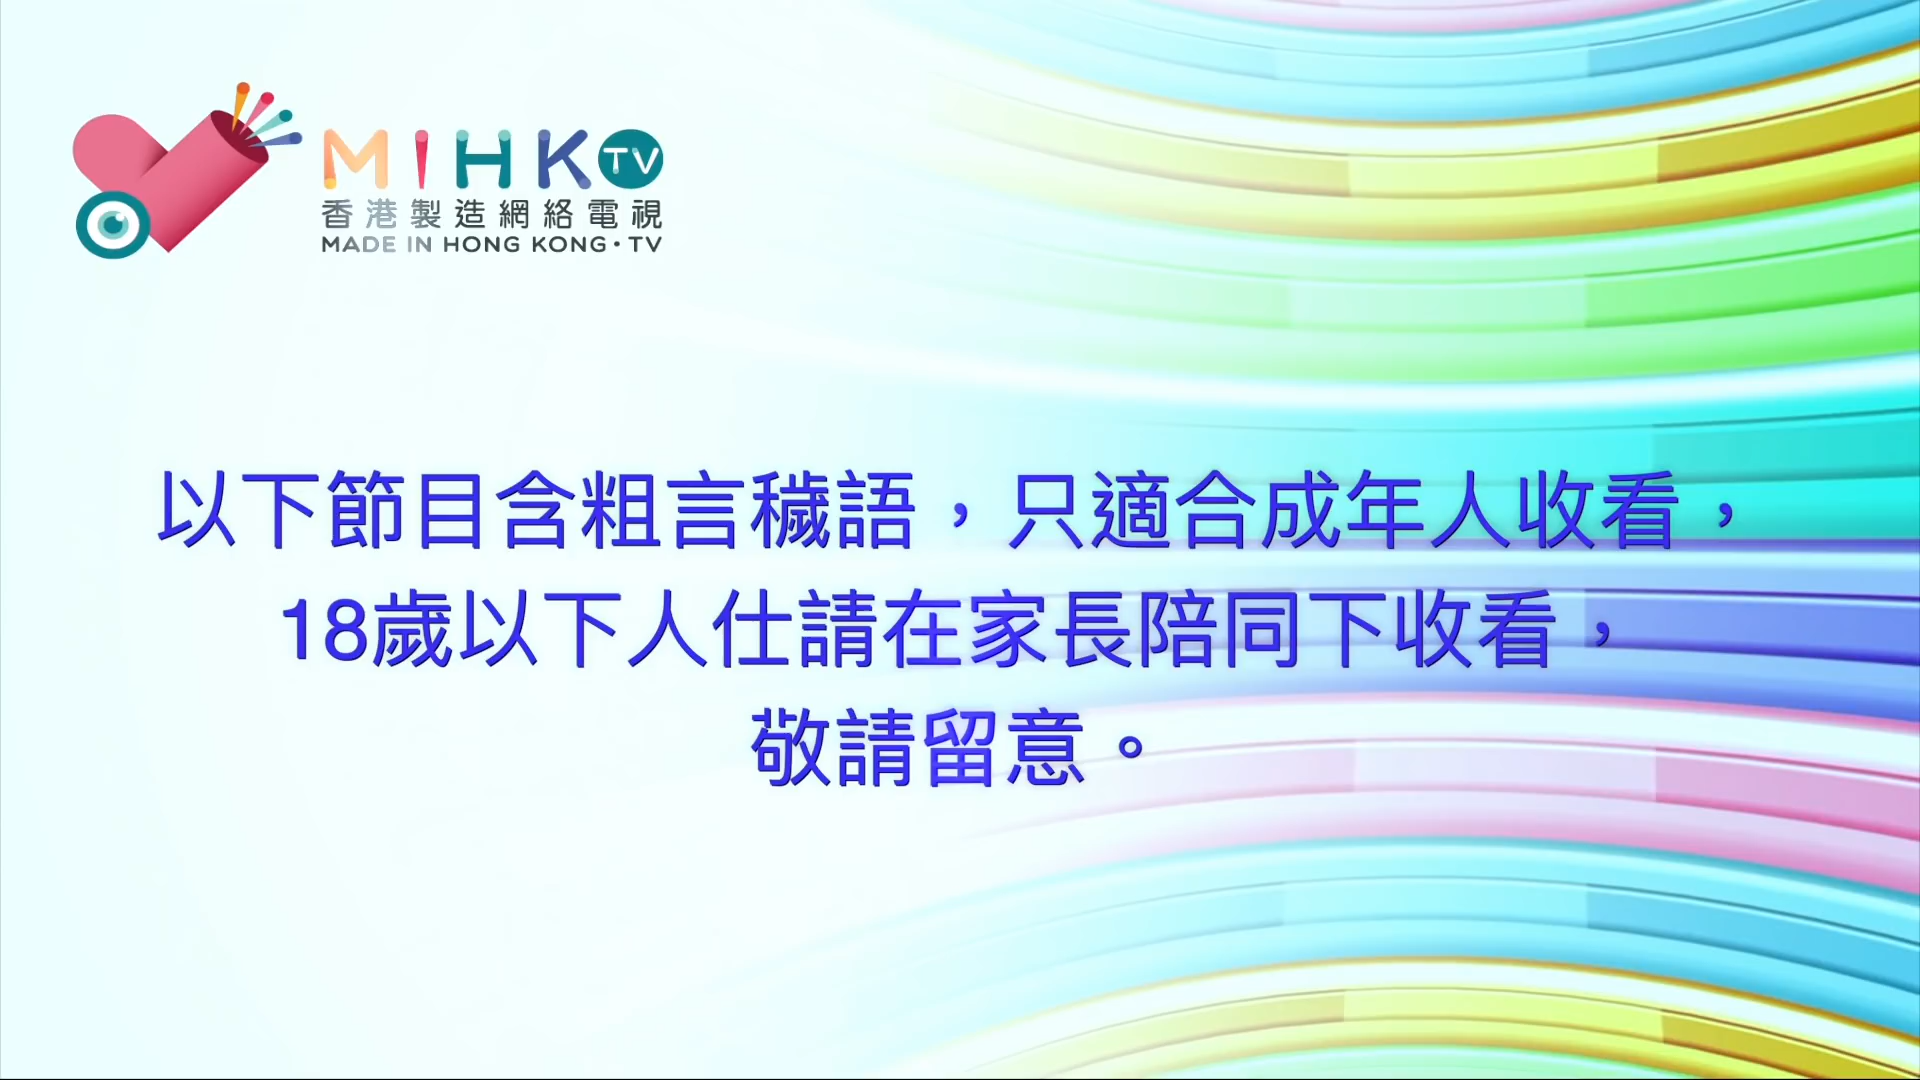 MIHK TV
香港製造網絡電視
MADE IN HONG KONG・TV
以下節目含粗言穢語，只適合成年人收看，
18歲以下人仕請在家長陪同下收看，
敬請留意。